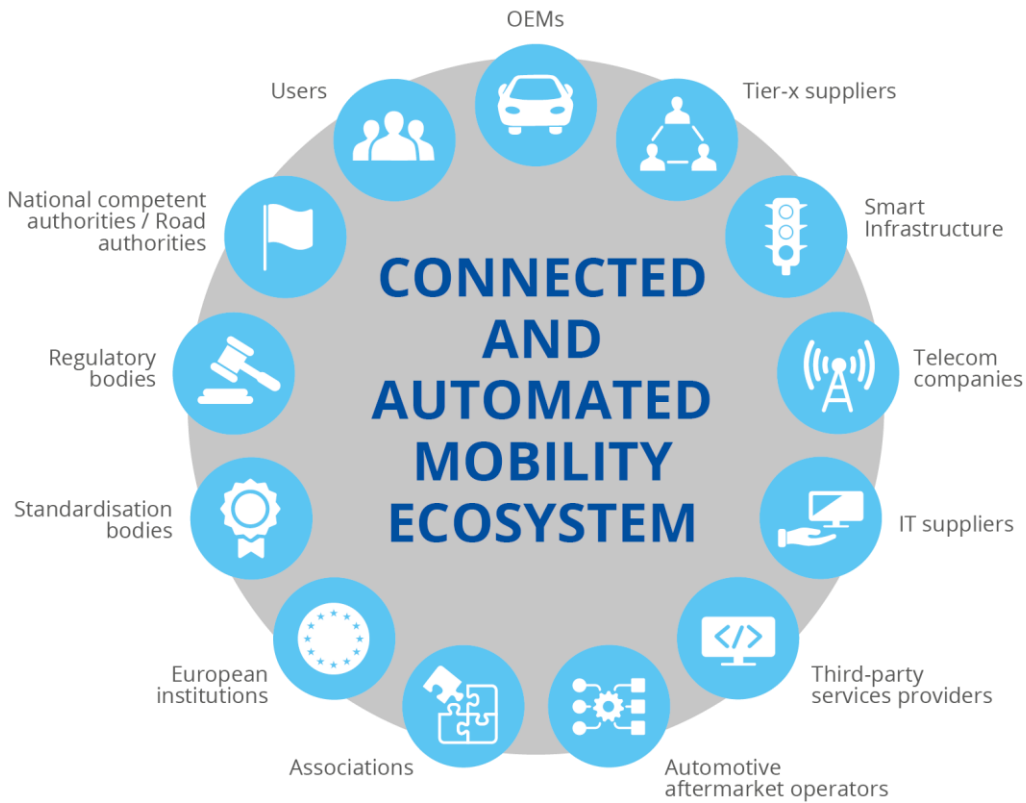 OEMs
Users
Tier-x suppliers
National competent
authorities / Road
authorities
Smart
Infrastructure
CONNECTED
AND
AUTOMATED
MOBILITY
ECOSYSTEM
Regulatory
bodies
Telecom
companies
Standardisation
bodies
IT suppliers
European
institutions
</>
Third-party
services providers
Associations
Automotive
aftermarket operators